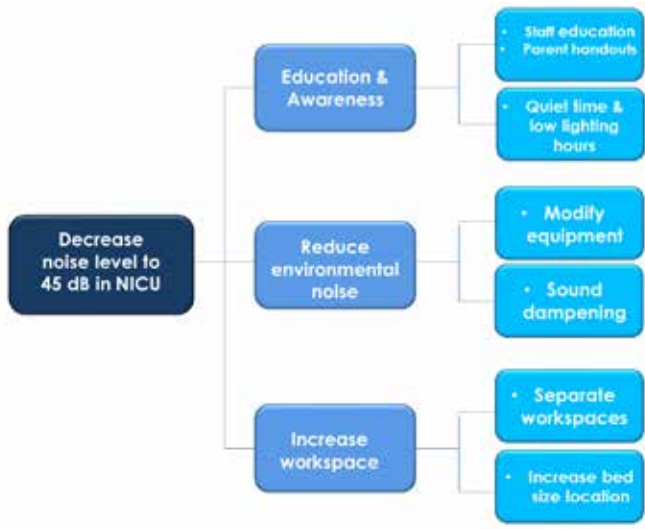 Decrease
noise level to
45 dB in NICU
Education &
Awareness
• Staff education
• Parent handouts
• Quiet time &
low lighting
hours
Reduce
environmental
noise
• Modify
equipment
• Sound
dampening
Increase
workspace
• Separate
workspaces
• Increase bed
size location